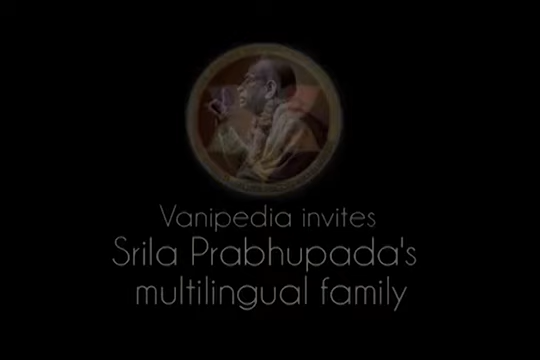 Vanipedia invites
Srila Prabhupada's
multilingual family